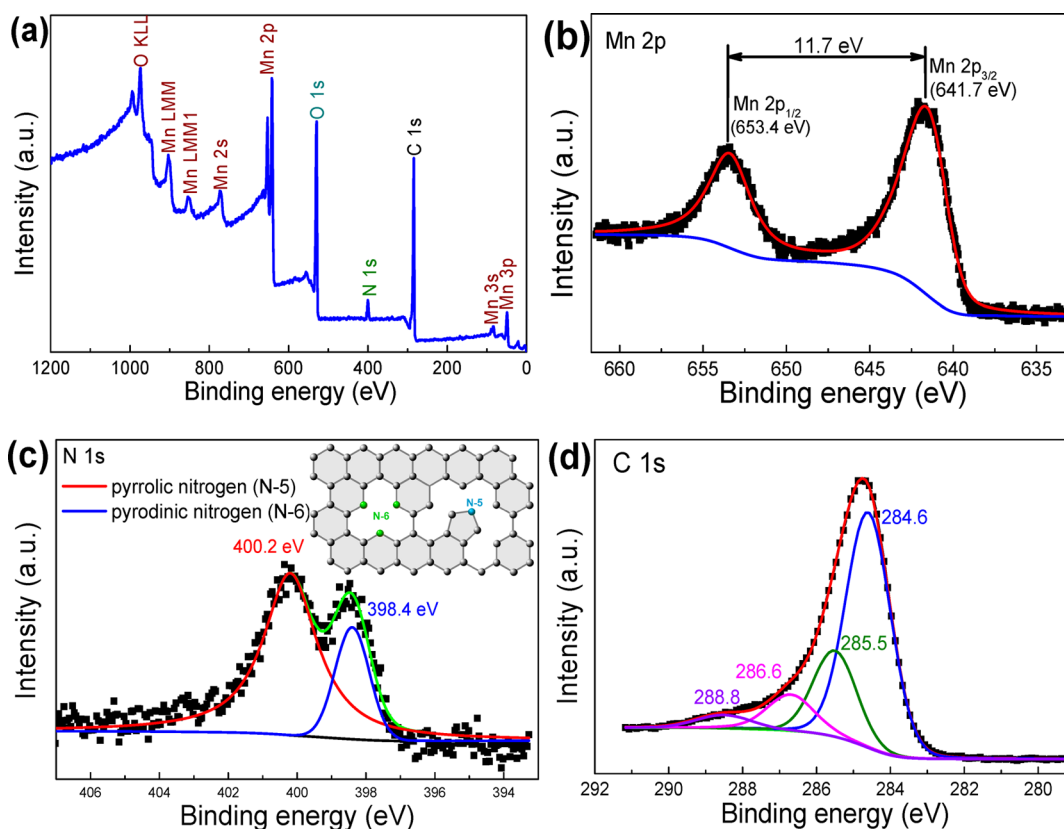 (a)
O KLL
Mn LMM
Mn LMM1
Mn 2s
Mn 2p
O 1s
N 1s
C 1s
Mn 3s
Mn 3p
Intensity (a.u.)
1200 1000 800 600 400 200 0
Binding energy (eV)
(b)
Mn 2p
11.7 eV
Mn 2p1/2
(653.4 eV)
Mn 2p3/2
(641.7 eV)
Intensity (a.u.)
660 655 650 645 640 635
Binding energy (eV)
(c)
N 1s
pyrrolic nitrogen (N-5)
pyrodinic nitrogen (N-6)
N-6
N-5
400.2 eV
398.4 eV
Intensity (a.u.)
406 404 402 400 398 396 394
Binding energy (eV)
(d)
C 1s
284.6
285.5
286.6
288.8
Intensity (a.u.)
292 290 288 286 284 282 280
Binding energy (eV)